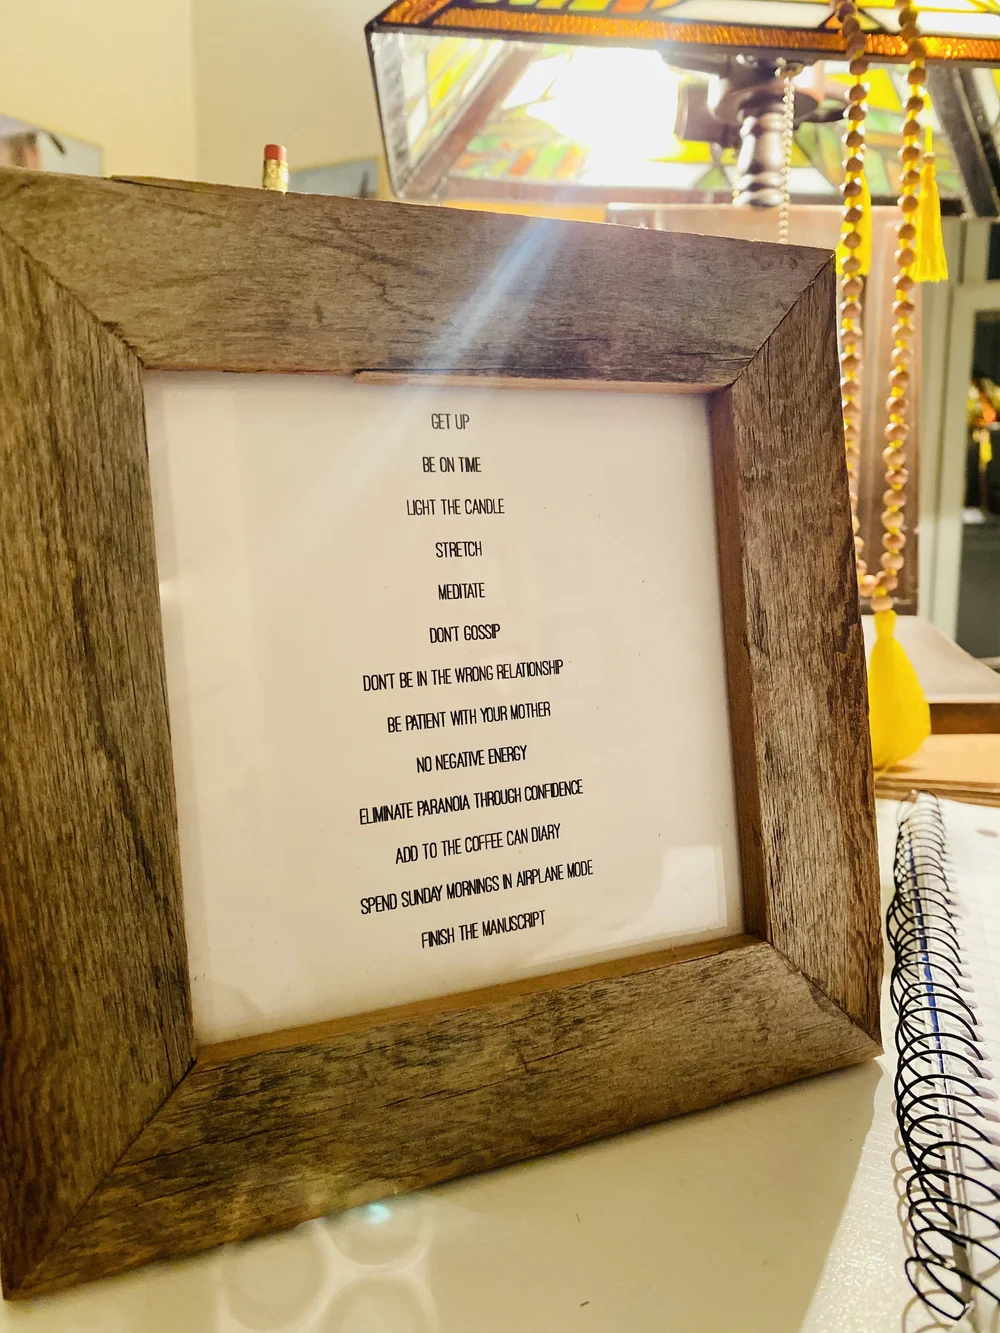 GET UP
BE ON TIME
LIGHT THE CANDLE
STRETCH
MEDITATE
DON'T GOSSIP
DON'T BE IN THE WRONG RELATIONSHIP
BE PATIENT WITH YOUR MOTHER
NO NEGATIVE ENERGY
ELIMINATE PARANOIA THROUGH CONFIDENCE
ADD TO THE COFFEE CAN DIARY
SPEND SUNDAY MORNINGS IN AIRPLANE MODE
FINISH THE MANUSCRIPT